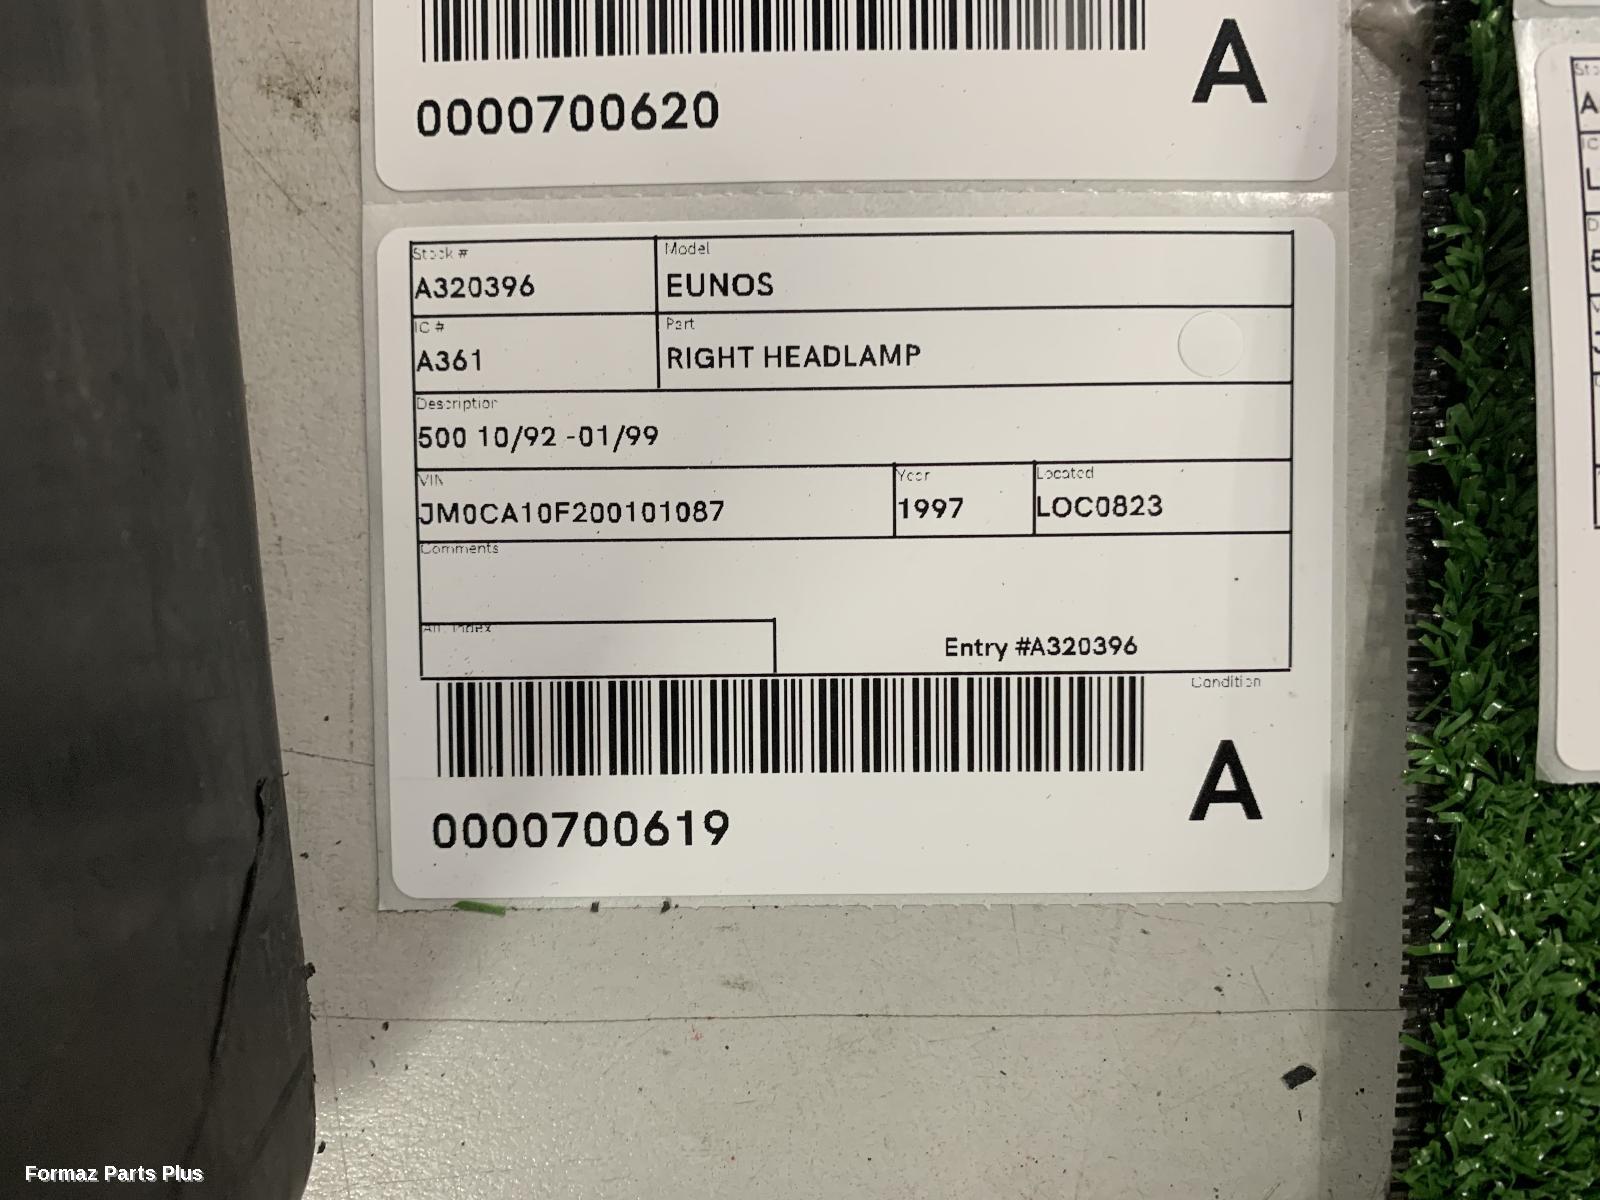 0000700620
A
Stock #
A320396
Model
EUNOS
IC #
A361
Part
RIGHT HEADLAMP
Description
500 10/92 -01/99
VIN
JM0CA10F200101087
Year
1997
Located
LOC0823
Comments
Index
Entry #A320396
Condition
0000700619
A
Formaz Parts Plus